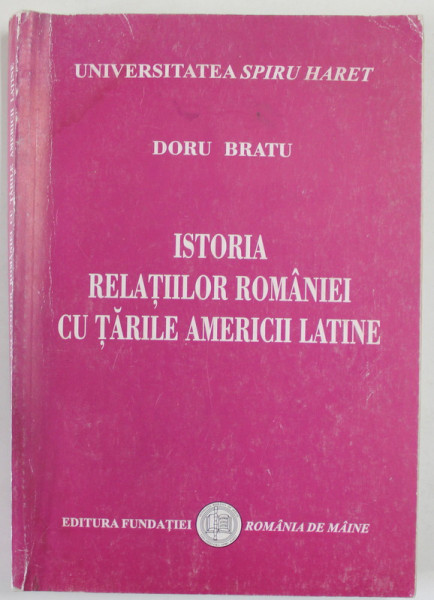 UNIVERSITATEA SPIRU HARET
DORU BRATU
ISTORIA
RELAȚIILOR ROMÂNIEI
CU ȚĂRILE AMERICII LATINE
EDITURA FUNDAȚIEI ROMÂNIA DE MÂINE